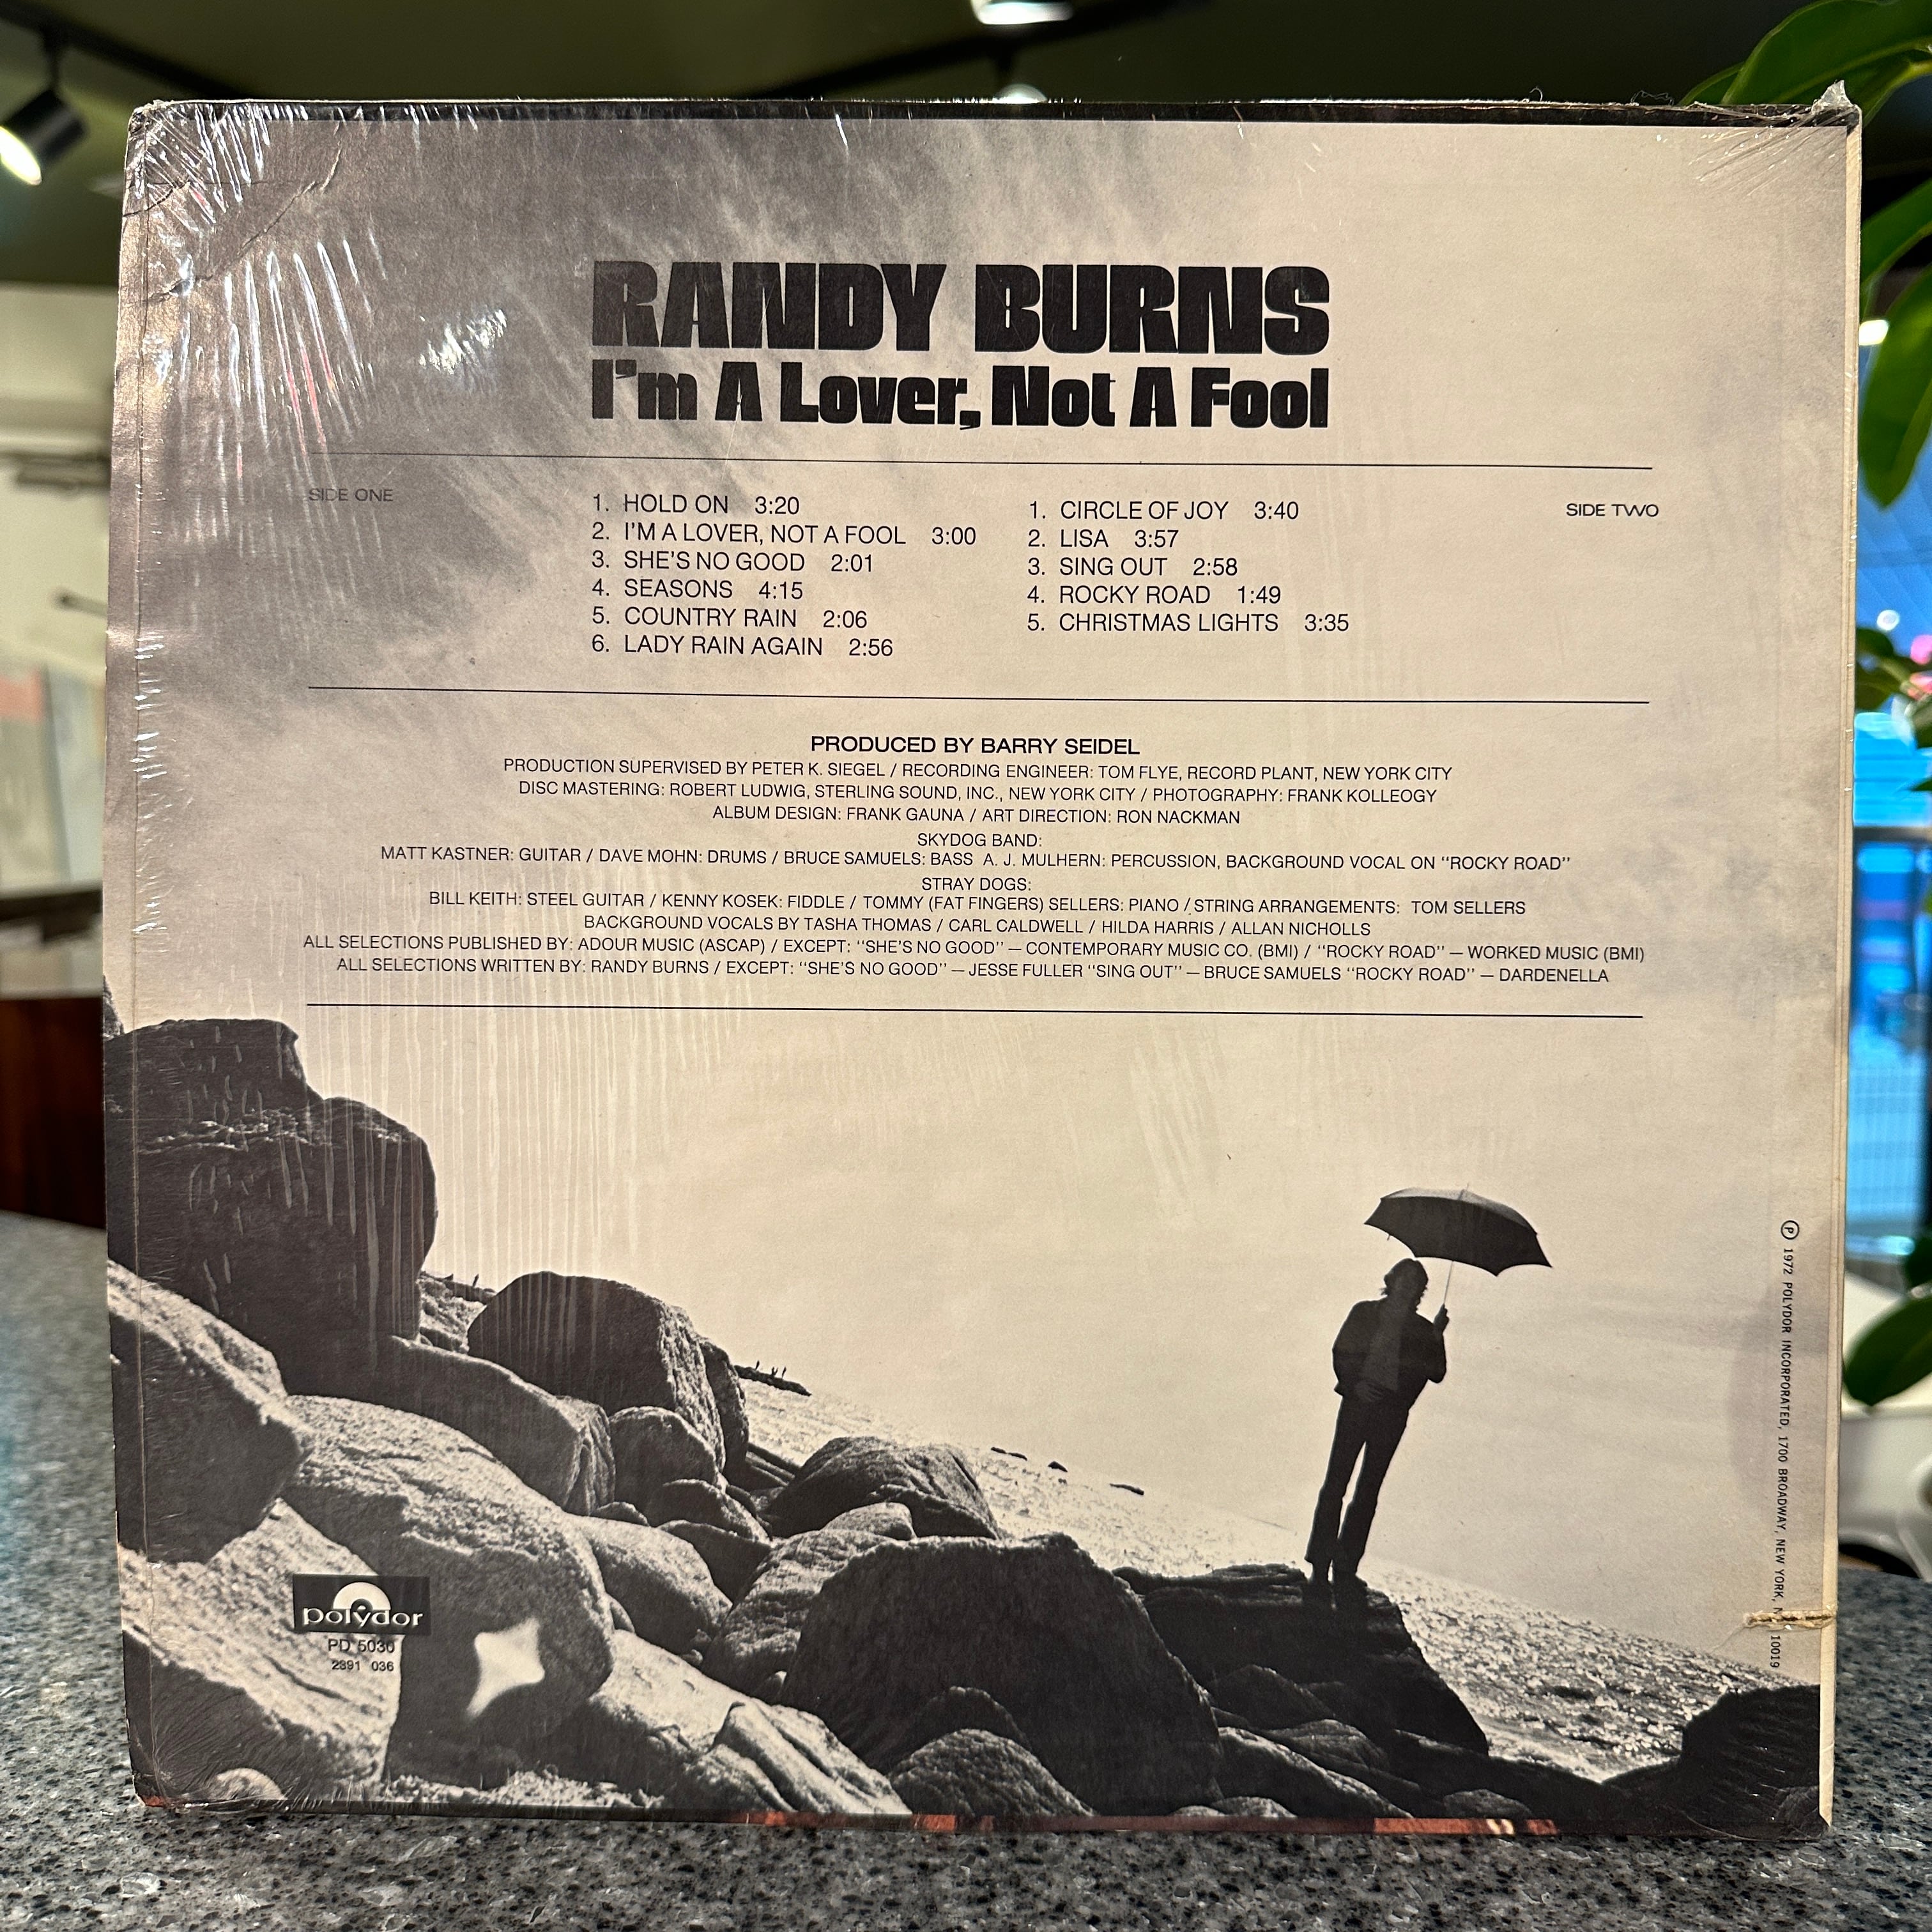 RANDY BURNS
I'm A Lover, Not A Fool
SIDE ONE
1. HOLD ON 3:20
2. I'M A LOVER, NOT A FOOL 3:00
3. SHE'S NO GOOD 2:01
4. SEASONS 4:15
5. COUNTRY RAIN 2:06
6. LADY RAIN AGAIN 2:56
SIDE TWO
1. CIRCLE OF JOY 3:40
2. LISA 3:57
3. SING OUT 2:58
4. ROCKY ROAD 1:49
5. CHRISTMAS LIGHTS 3:35
PRODUCED BY BARRY SEIDEL
PRODUCTION SUPERVISED BY PETER K. SIEGEL / RECORDING ENGINEER: TOM FLYE, RECORD PLANT, NEW YORK CITY
DISC MASTERING: ROBERT LUDWIG, STERLING SOUND, INC., NEW YORK CITY / PHOTOGRAPHY: FRANK KOLLEOGY
ALBUM DESIGN: FRANK GAUNA / ART DIRECTION: RON NACKMAN
SKYDOG BAND:
MATT KASTNER: GUITAR / DAVE MOHN: DRUMS / BRUCE SAMUELS: BASS A. J. MULHERN: PERCUSSION, BACKGROUND VOCAL ON "ROCKY ROAD"
STRAY DOGS:
BILL KEITH: STEEL GUITAR / KENNY KOSEK: FIDDLE / TOMMY (FAT FINGERS) SELLERS: PIANO / STRING ARRANGEMENTS: TOM SELLERS
BACKGROUND VOCALS BY TASHA THOMAS / CARL CALDWELL / HILDA HARRIS / ALLAN NICHOLLS
ALL SELECTIONS PUBLISHED BY: ADOUR MUSIC (ASCAP) / EXCEPT: "SHE'S NO GOOD" — CONTEMPORARY MUSIC CO. (BMI) / "ROCKY ROAD" — WORKED MUSIC (BMI)
ALL SELECTIONS WRITTEN BY: RANDY BURNS / EXCEPT: "SHE'S NO GOOD" — JESSE FULLER "SING OUT" — BRUCE SAMUELS "ROCKY ROAD" — DARDENELLA
polydor
PD 5030
2391 036
Ⓟ 1972 POLYDOR INCORPORATED, 1700 BROADWAY, NEW YORK, 10019